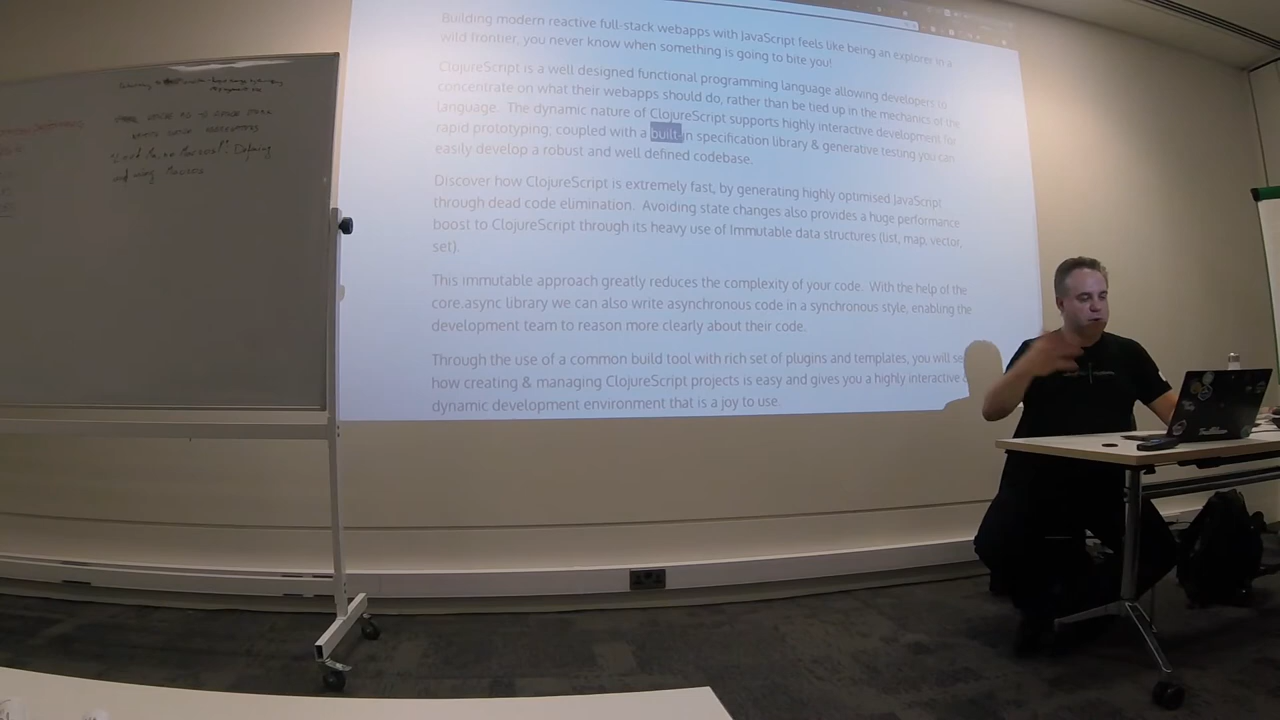 Building modern reactive full-stack webapps with JavaScript feels like being an explorer in a
wild frontier, you never know when something is going to bite you!
ClojureScript is a well designed functional programming language allowing developers to
concentrate on what their webapps should do, rather than be tied up in the mechanics of the
language. The dynamic nature of ClojureScript supports highly interactive development for
rapid prototyping; coupled with a built-in specification library & generative testing you can
easily develop a robust and well defined codebase.
Discover how ClojureScript is extremely fast, by generating highly optimised JavaScript
through dead code elimination. Avoiding state changes also provides a huge performance
boost to ClojureScript through its heavy use of Immutable data structures (list, map, vector,
set).
This immutable approach greatly reduces the complexity of your code. With the help of the
core.async library we can also write asynchronous code in a synchronous style, enabling the
development team to reason more clearly about their code.
Through the use of a common build tool with rich set of plugins and templates, you will se
how creating & managing ClojureScript projects is easy and gives you a highly interactive &
dynamic development environment that is a joy to use.
"Look Ma, no Macros!": Defining
and using Macros